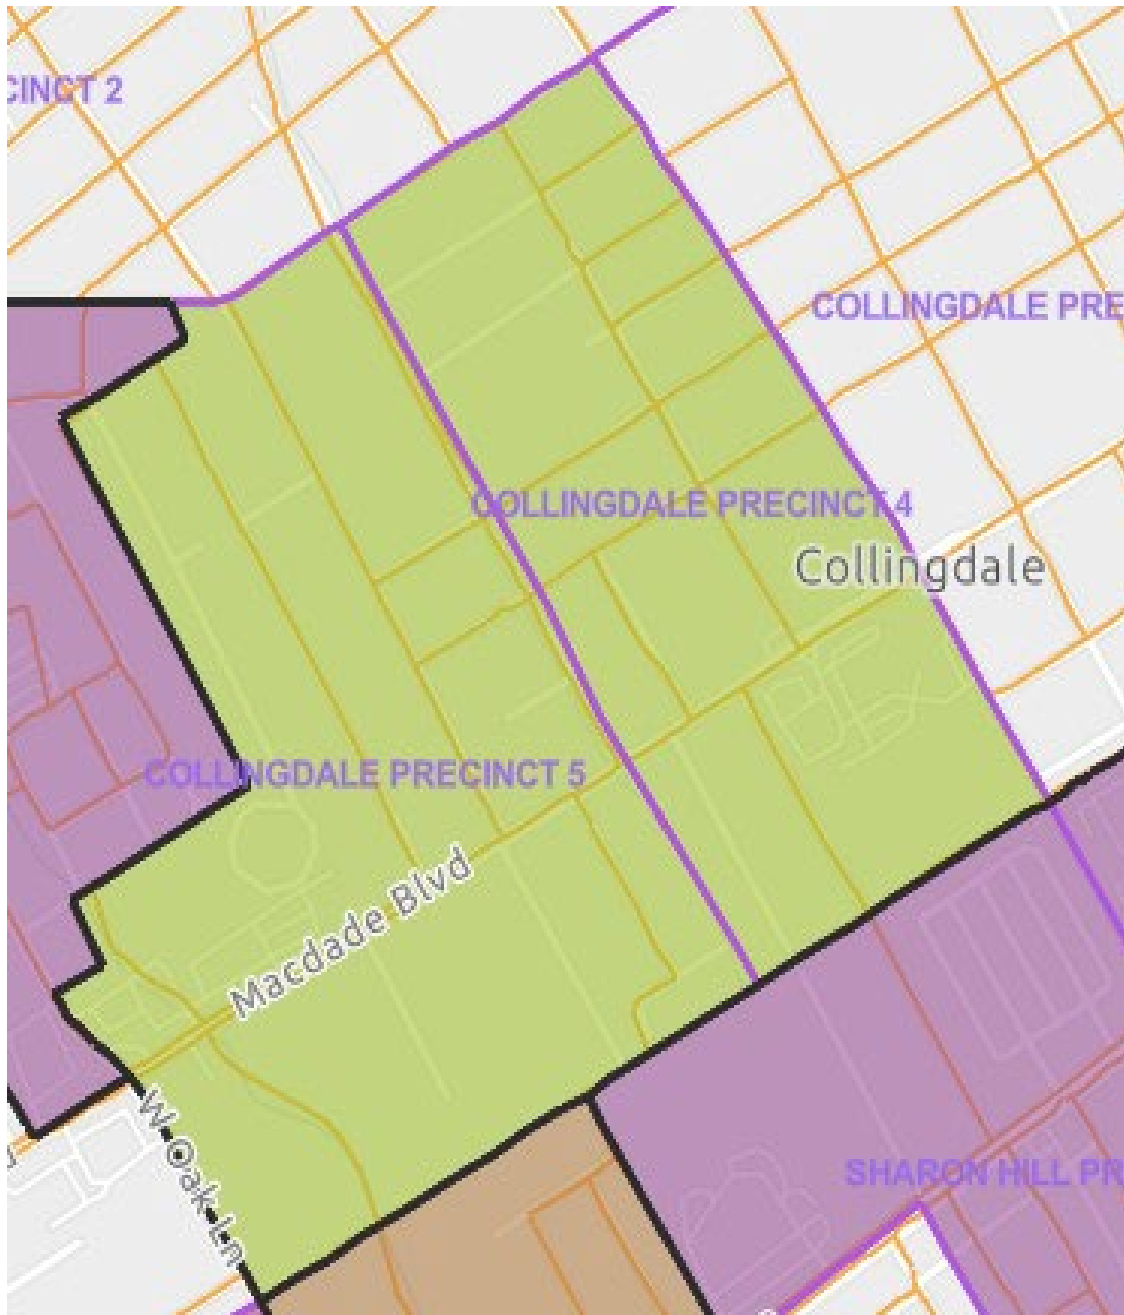 CINCT 2
COLLINGDALE PRE
COLLINGDALE PRECINCT 4
Collingdale
COLLINGDALE PRECINCT 5
Macdade Blvd
W Oak Ln
SHARON HILL PR